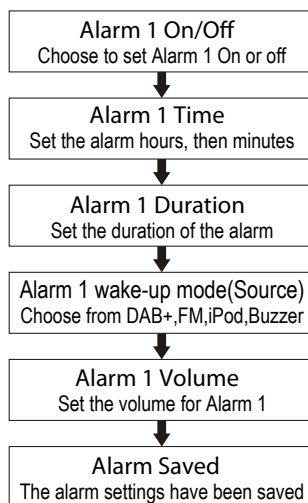 Alarm 1 On/Off
Choose to set Alarm 1 On or off
Alarm 1 Time
Set the alarm hours, then minutes
Alarm 1 Duration
Set the duration of the alarm
Alarm 1 wake-up mode(Source)
Choose from DAB+,FM,iPod,Buzzer
Alarm 1 Volume
Set the volume for Alarm 1
Alarm Saved
The alarm settings have been saved